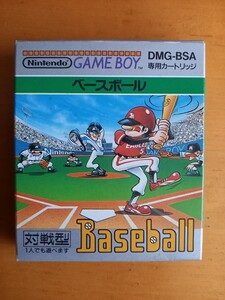 Nintendo GAME BOY™
DMG-BSA
専用カートリッジ
ベースボール
EAGLES
対戦型
1人でも遊べます
Baseball